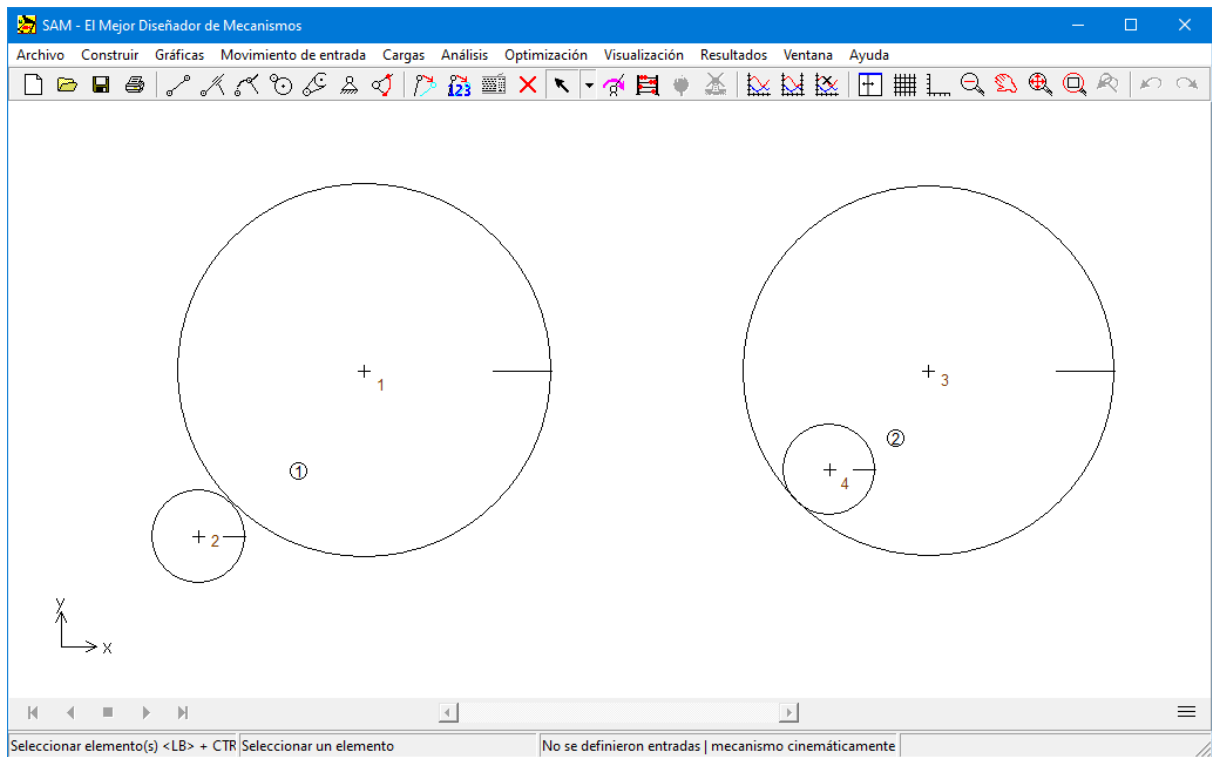 SAM - El Mejor Diseñador de Mecanismos
Archivo Construir Gráficas Movimiento de entrada Cargas Análisis Optimización Visualización Resultados Ventana Ayuda
123
1
3
2
1
4
2
y
x
Seleccionar elemento(s) <LB> + CTR Seleccionar un elemento No se definieron entradas | mecanismo cinemáticamente